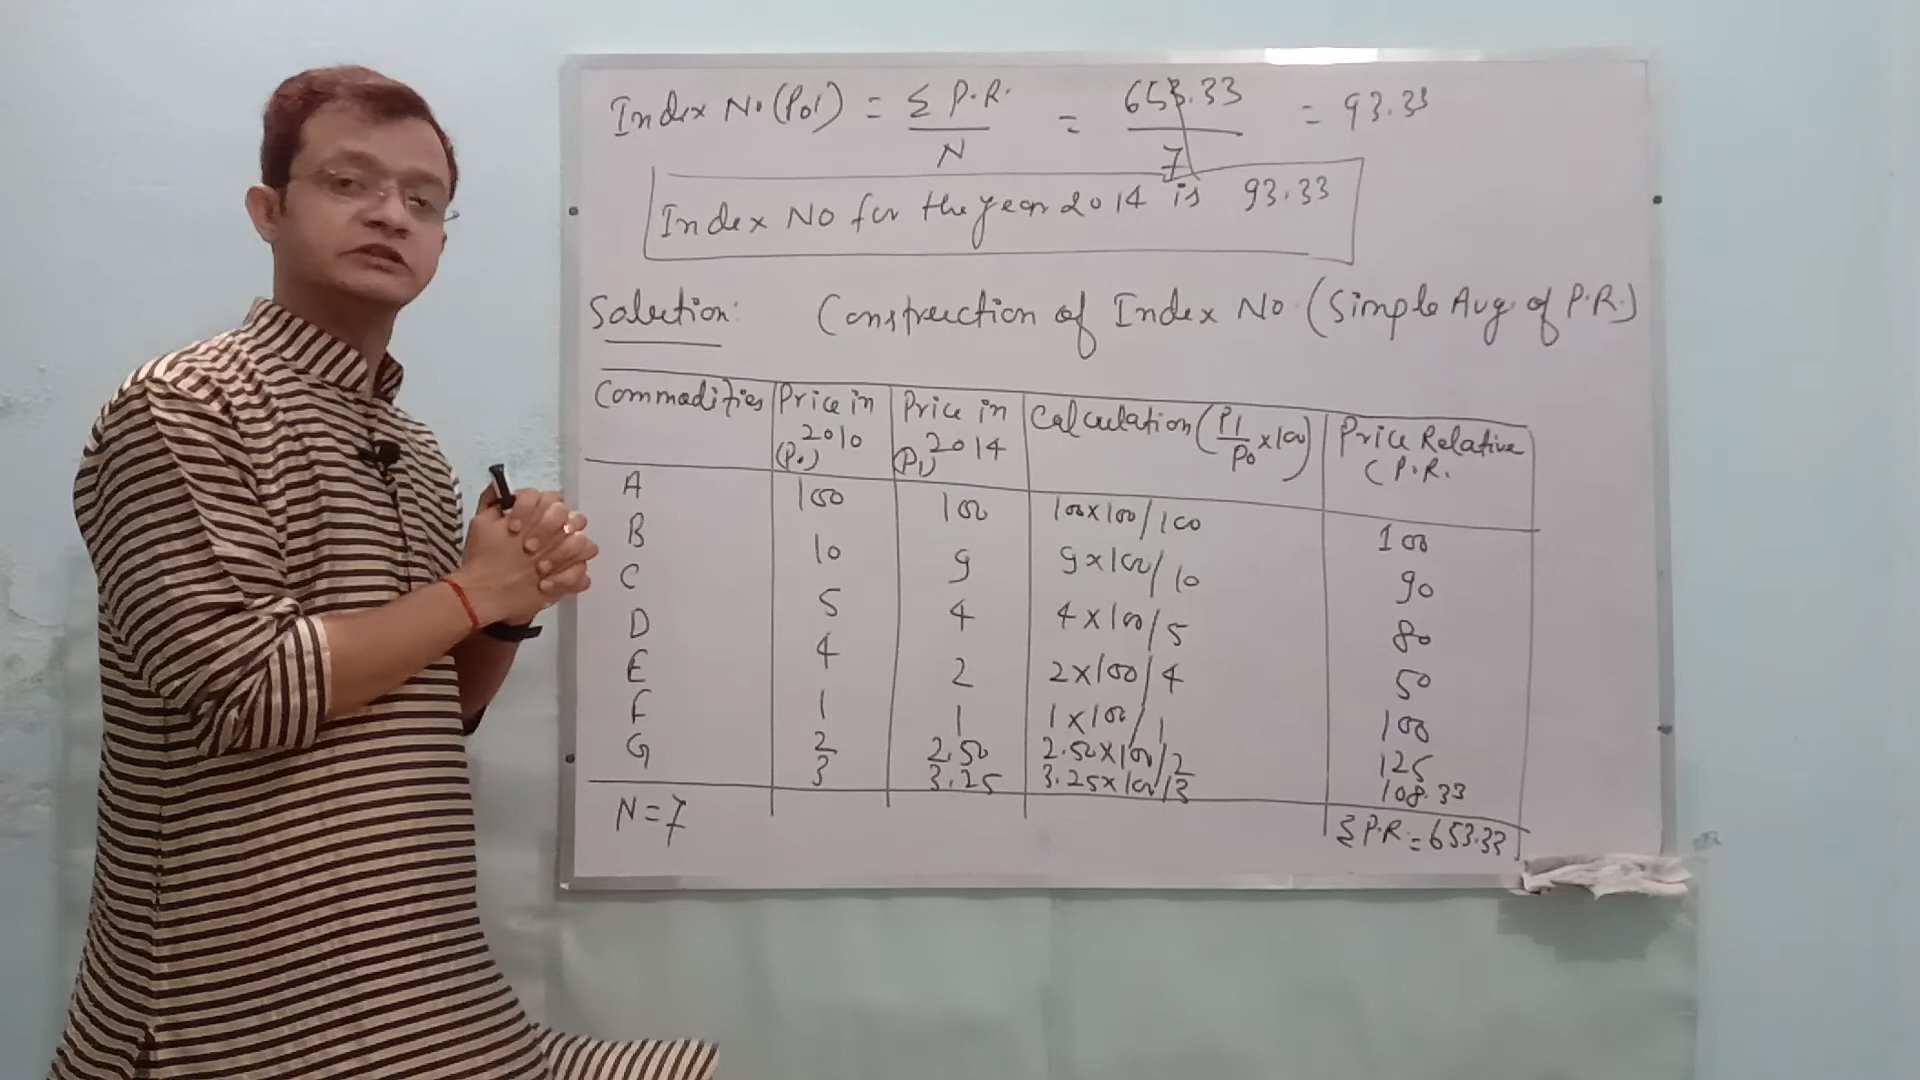 Index No (P01) = Σ P.R. / N = 653.33 / 7 = 93.33
Index No for the year 2014 is 93.33
Solution: Construction of Index No. (Simple Avg of P.R.)
Commodities Price in 2010 (P0) Price in 2014 (P1) Calculation (P1/P0 x100) Price Relative (P.R.
A 100 100 100x100/100 100
B 10 9 9x100/10 90
C 5 4 4x100/5 80
D 4 2 2x100/4 50
E 1 1 1x100/1 100
F 2 2.50 2.50x100/2 125
G 3 3.25 3.25x100/3 108.33
N=7 ΣP.R.=653.33